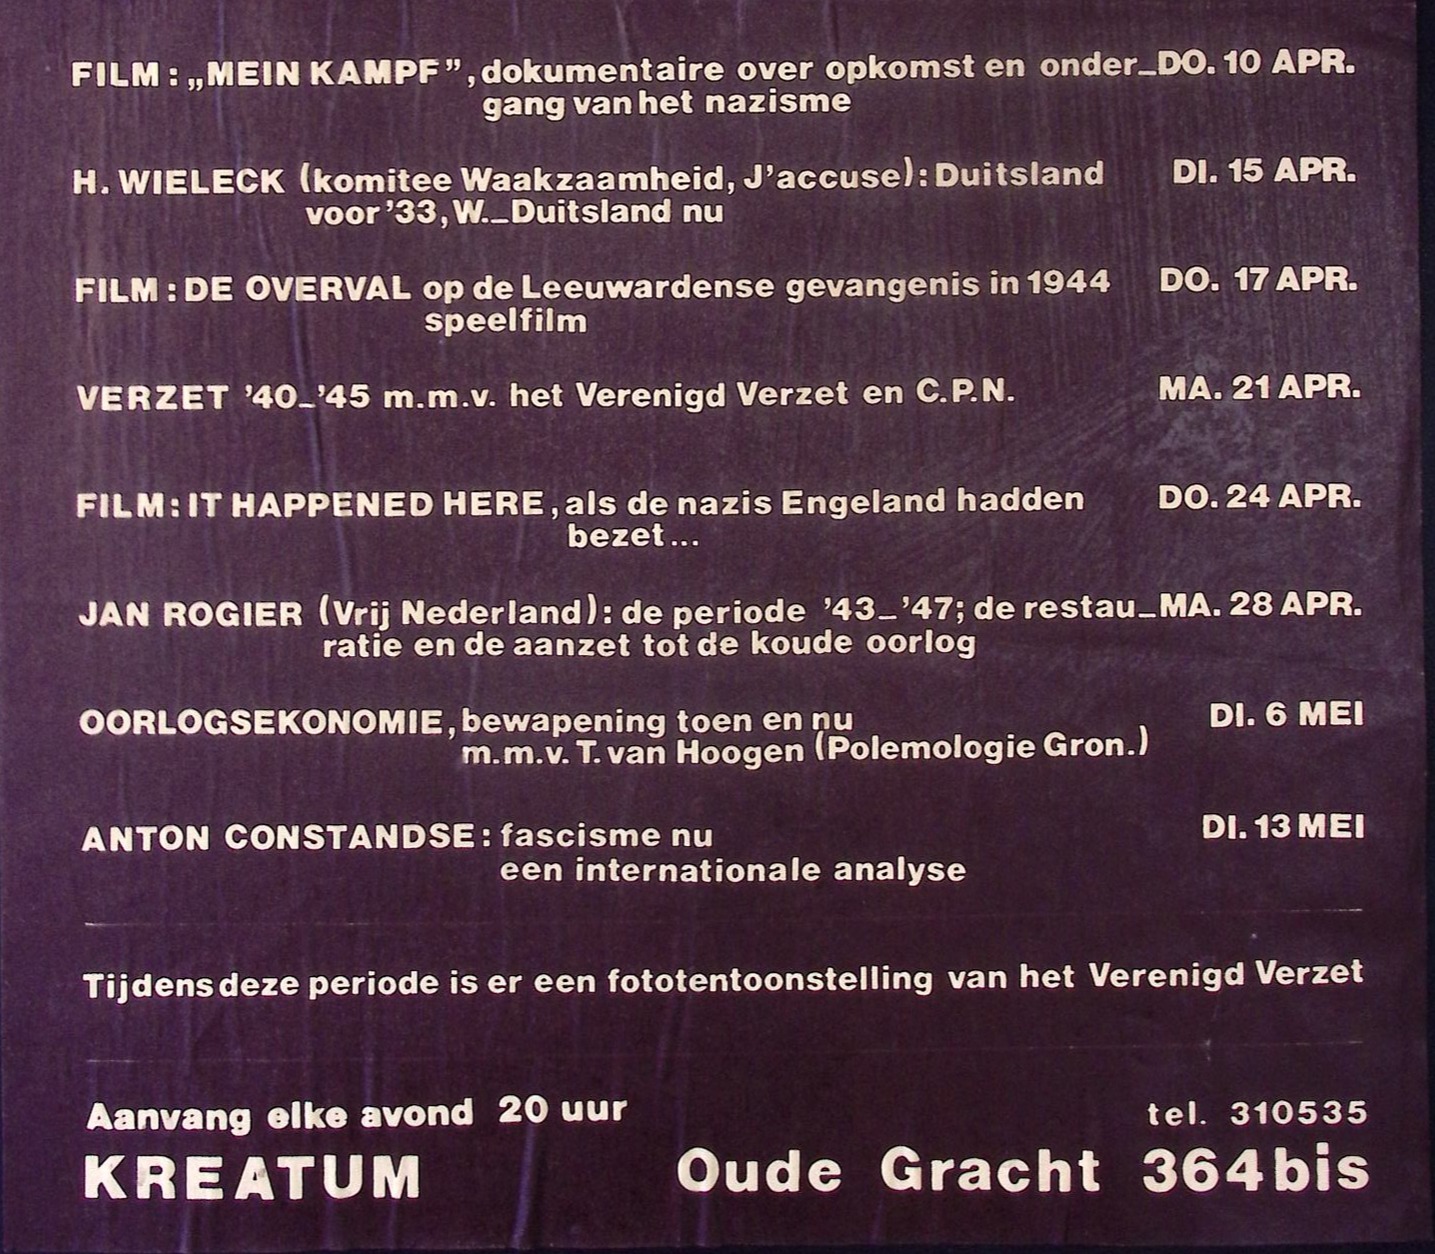 FILM: „MEIN KAMPF”, dokumentaire over opkomst en onder_DO. 10 APR.
gang van het nazisme
H. WIELECK (komitee Waakzaamheid, J’accuse): Duitsland DI. 15 APR.
voor ’33, W._Duitsland nu
FILM: DE OVERVAL op de Leeuwardense gevangenis in 1944 DO. 17 APR.
speelfilm
VERZET ’40_’45 m.m.v. het Verenigd Verzet en C.P.N. MA. 21 APR.
FILM: IT HAPPENED HERE, als de nazis Engeland hadden DO. 24 APR.
bezet...
JAN ROGIER (Vrij Nederland): de periode ’43_’47; de restau_MA. 28 APR.
ratie en de aanzet tot de koude oorlog
OORLOGSEKONOMIE, bewapening toen en nu DI. 6 MEI
m.m.v. T. van Hoogen (Polemologie Gron.)
ANTON CONSTANDSE: fascisme nu DI. 13 MEI
een internationale analyse
Tijdens deze periode is er een fototentoonstelling van het Verenigd Verzet
Aanvang elke avond 20 uur tel. 310535
KREATUM Oude Gracht 364bis